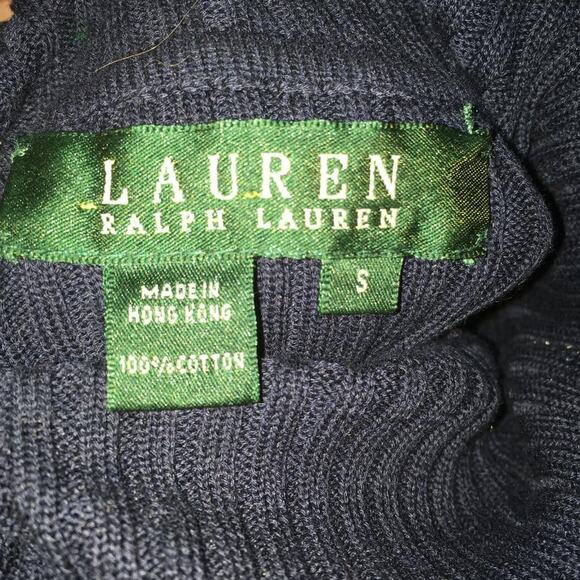 LAUREN
RALPH LAUREN
S
MADE IN
HONG KONG
100% COTTON